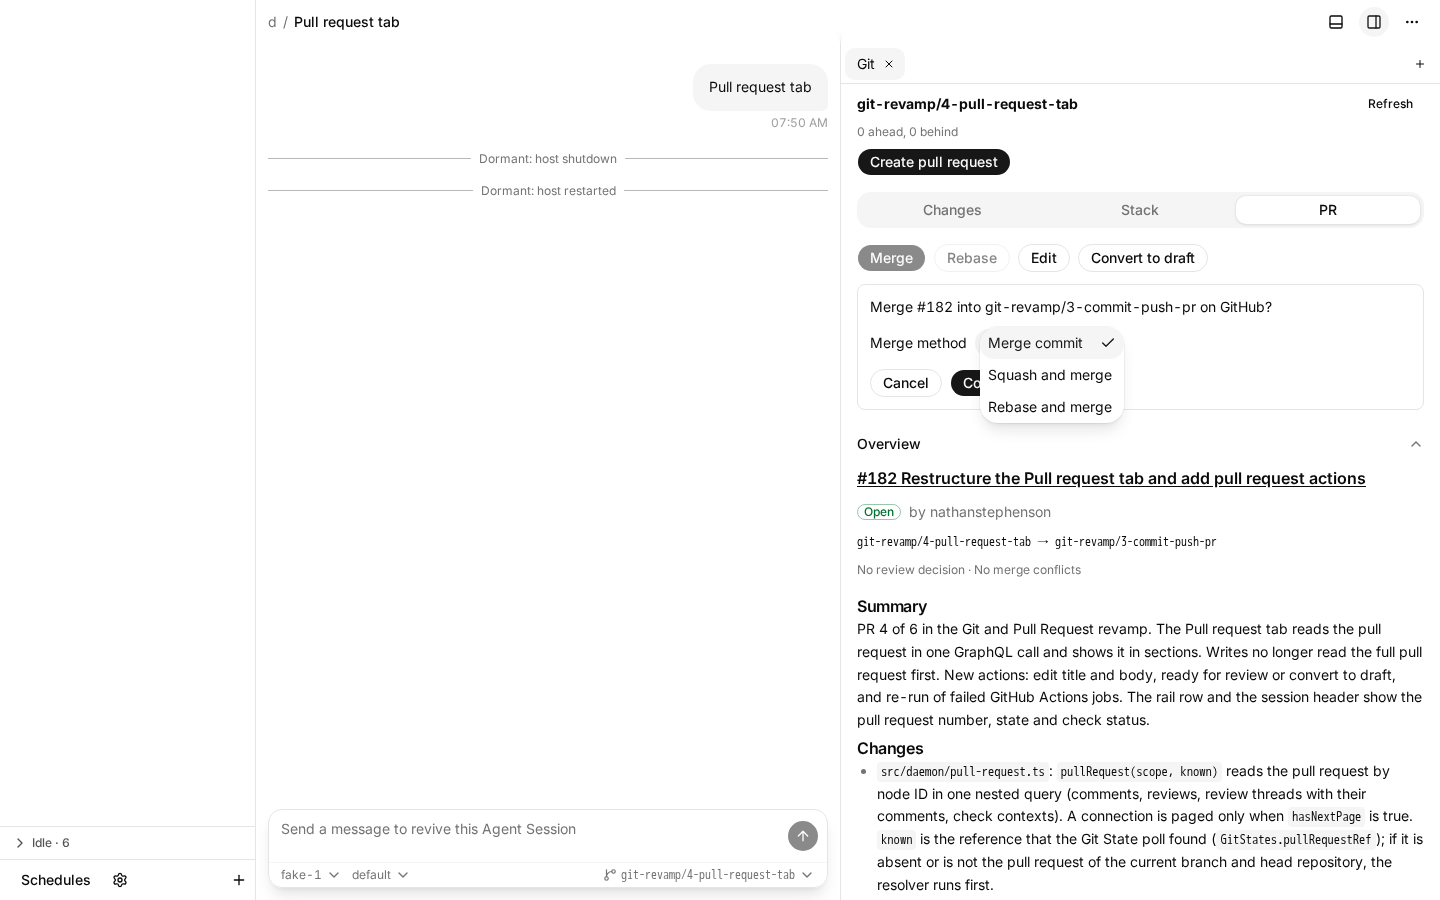 d / Pull request tab
Pull request tab
07:50 AM
Dormant: host shutdown
Dormant: host restarted
Idle · 6
Schedules
Send a message to revive this Agent Session
fake-1
default
git-revamp/4-pull-request-tab
Git
git-revamp/4-pull-request-tab
Refresh
0 ahead, 0 behind
Create pull request
Changes
Stack
PR
Merge
Rebase
Edit
Convert to draft
Merge #182 into git-revamp/3-commit-push-pr on GitHub?
Merge method
Merge commit
Squash and merge
Rebase and merge
Cancel
Co
Overview
#182 Restructure the Pull request tab and add pull request actions
Open by nathanstephenson
git-revamp/4-pull-request-tab → git-revamp/3-commit-push-pr
No review decision · No merge conflicts
Summary
PR 4 of 6 in the Git and Pull Request revamp. The Pull request tab reads the pull
request in one GraphQL call and shows it in sections. Writes no longer read the full pull
request first. New actions: edit title and body, ready for review or convert to draft,
and re-run of failed GitHub Actions jobs. The rail row and the session header show the
pull request number, state and check status.
Changes
• src/daemon/pull-request.ts: pullRequest(scope, known) reads the pull request by
node ID in one nested query (comments, reviews, review threads with their
comments, check contexts). A connection is paged only when hasNextPage is true.
known is the reference that the Git State poll found (GitStates.pullRequestRef); if it is
absent or is not the pull request of the current branch and head repository, the
resolver runs first.